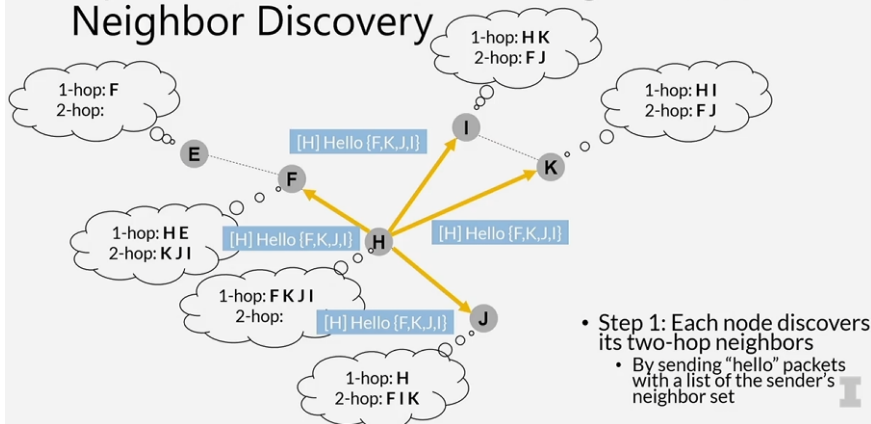 Neighbor Discovery
1-hop: H K
2-hop: F J
1-hop: F
2-hop:
1-hop: H I
2-hop: F J
I
[H] Hello {F,K,J,I}
E
K
F
1-hop: H E
2-hop: K J I
[H] Hello {F,K,J,I}
H
[H] Hello {F,K,J,I}
1-hop: F K J I
2-hop:
[H] Hello {F,K,J,I}
J
• Step 1: Each node discovers
its two-hop neighbors
• By sending “hello” packets
with a list of the sender’s
neighbor set
1-hop: H
2-hop: F I K
I